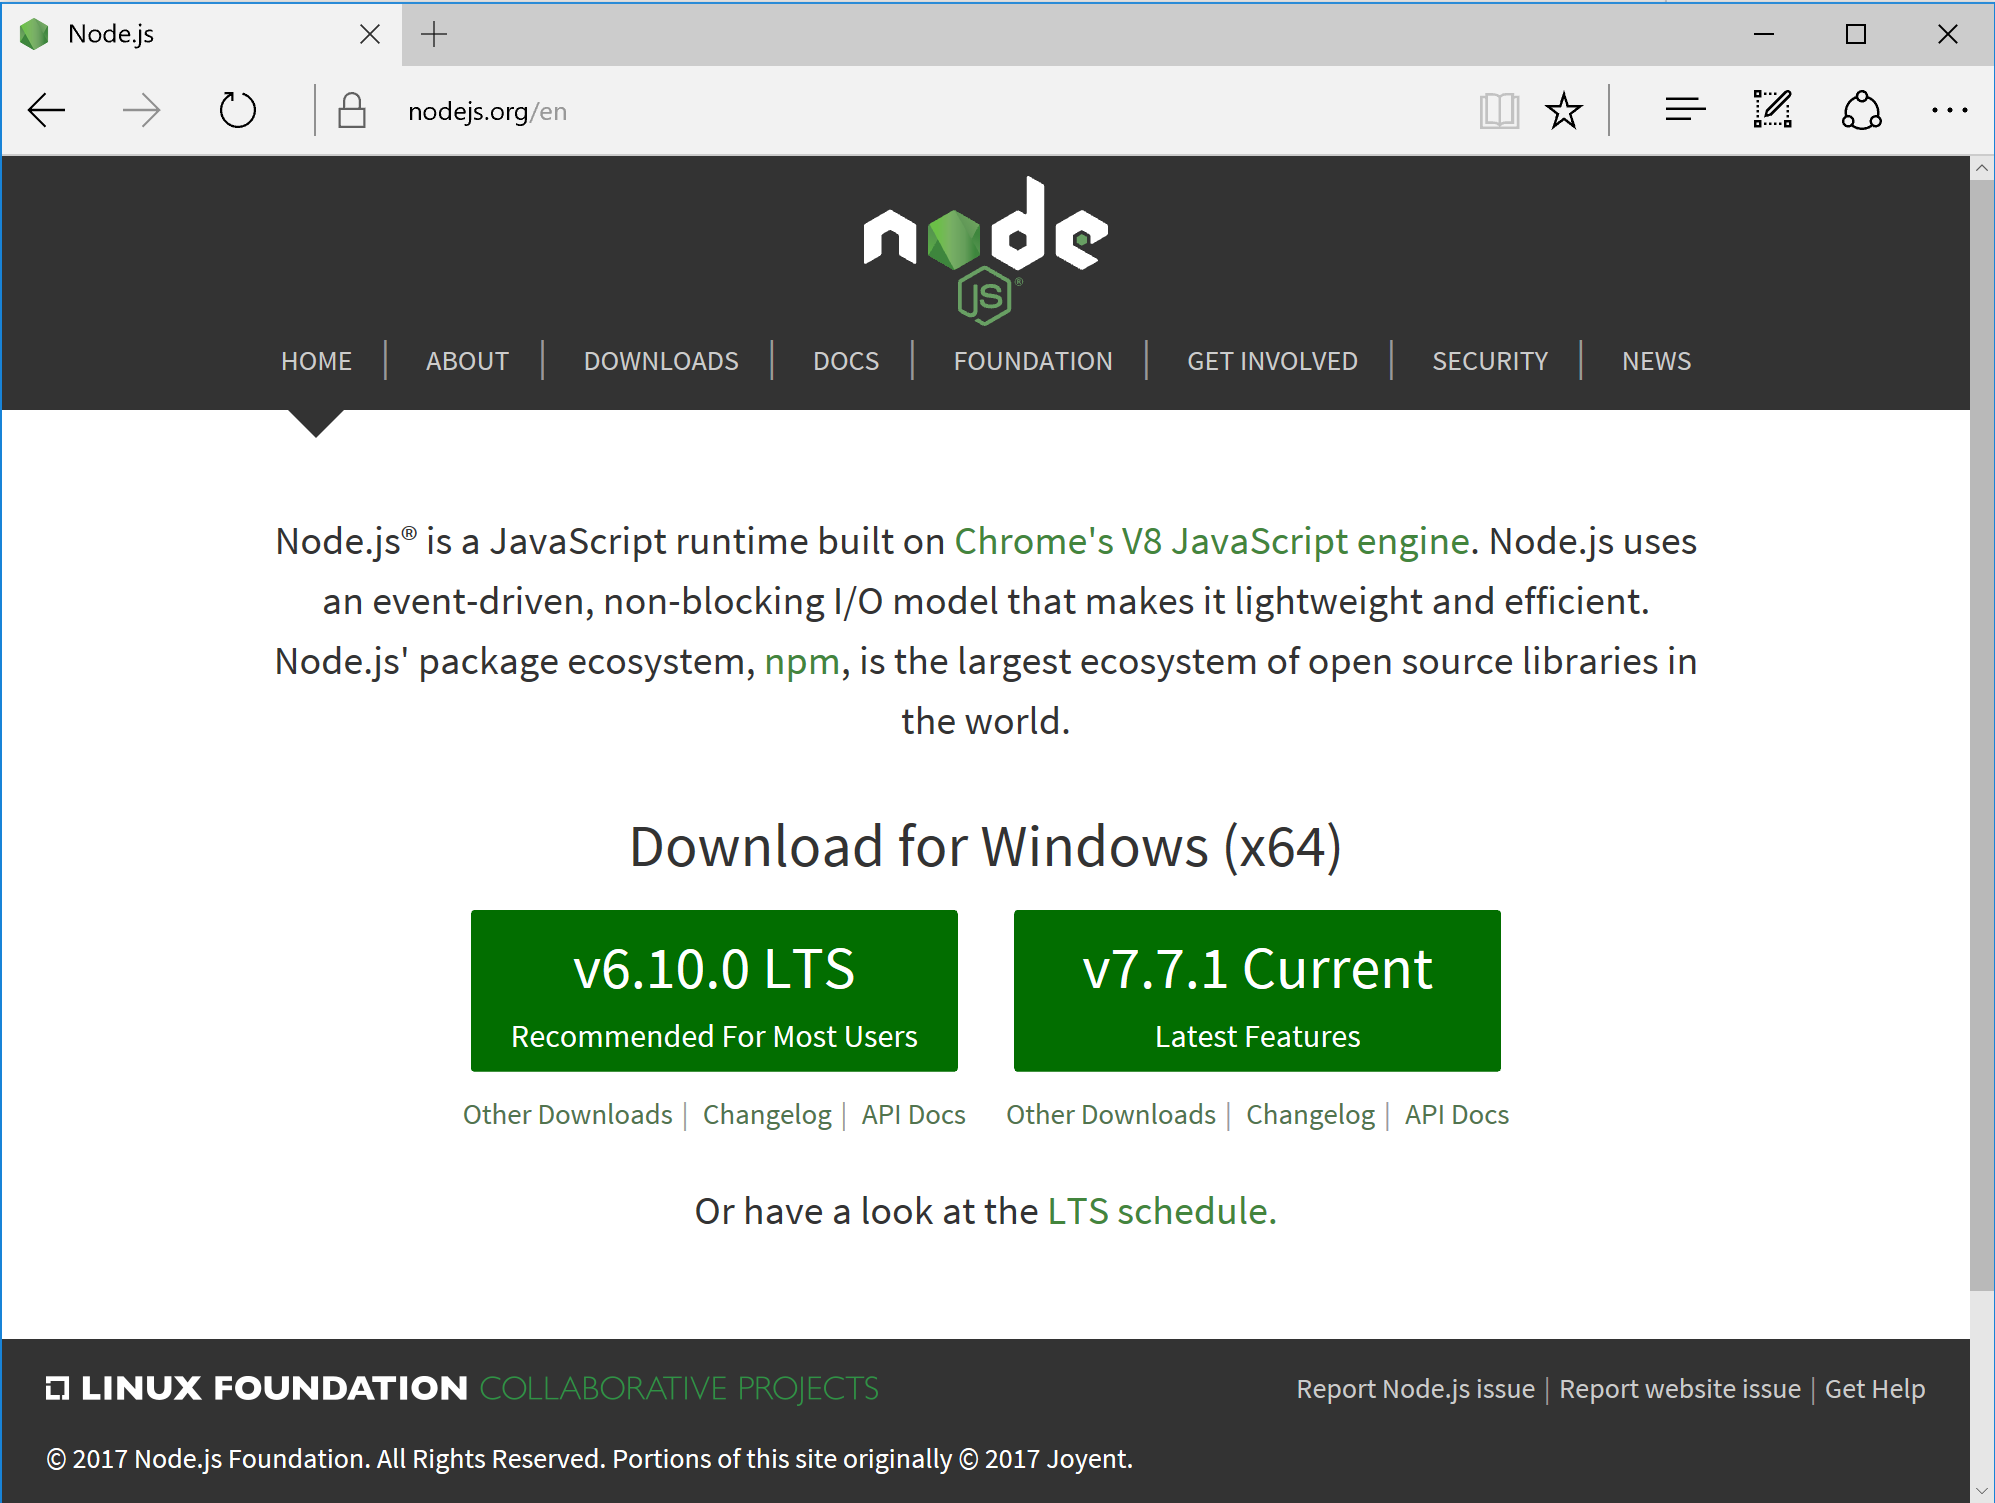 Node.js
nodejs.org/en
node
JS®
HOME | ABOUT | DOWNLOADS | DOCS | FOUNDATION | GET INVOLVED | SECURITY | NEWS
Node.js® is a JavaScript runtime built on Chrome's V8 JavaScript engine. Node.js uses
an event-driven, non-blocking I/O model that makes it lightweight and efficient.
Node.js' package ecosystem, npm, is the largest ecosystem of open source libraries in
the world.
Download for Windows (x64)
v6.10.0 LTS
Recommended For Most Users
v7.7.1 Current
Latest Features
Other Downloads | Changelog | API Docs
Other Downloads | Changelog | API Docs
Or have a look at the LTS schedule.
LINUX FOUNDATION COLLABORATIVE PROJECTS
Report Node.js issue | Report website issue | Get Help
© 2017 Node.js Foundation. All Rights Reserved. Portions of this site originally © 2017 Joyent.